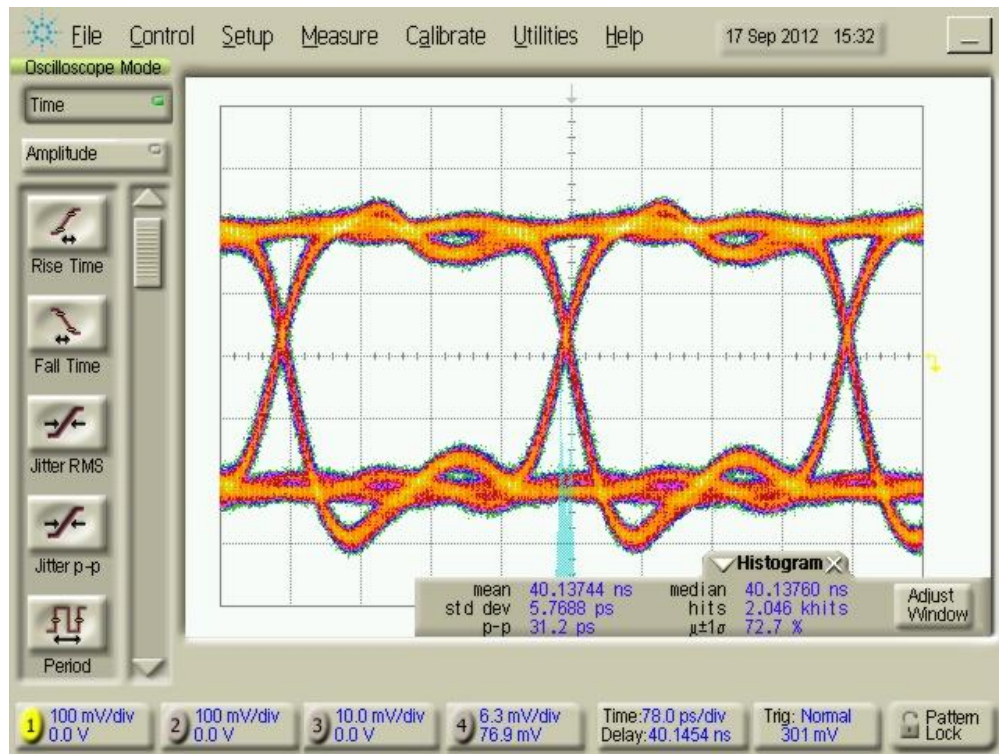 File Control Setup Measure Calibrate Utilities Help 17 Sep 2012 15:32
Oscilloscope Mode
Time
Amplitude
Rise Time
Fall Time
Jitter RMS
Jitter p-p
Period
Histogram
mean 40.13744 ns median 40.13760 ns
std dev 5.7688 ps hits 2.046 khits
p-p 31.2 ps µ±1σ 72.7 %
Adjust
Window
1 100 mV/div
0.0 V
2 100 mV/div
0.0 V
3 10.0 mV/div
0.0 V
4 6.3 mV/div
76.9 mV
Time:78.0 ps/div
Delay:40.1454 ns
Trig: Normal
301 mV
Pattern
Lock